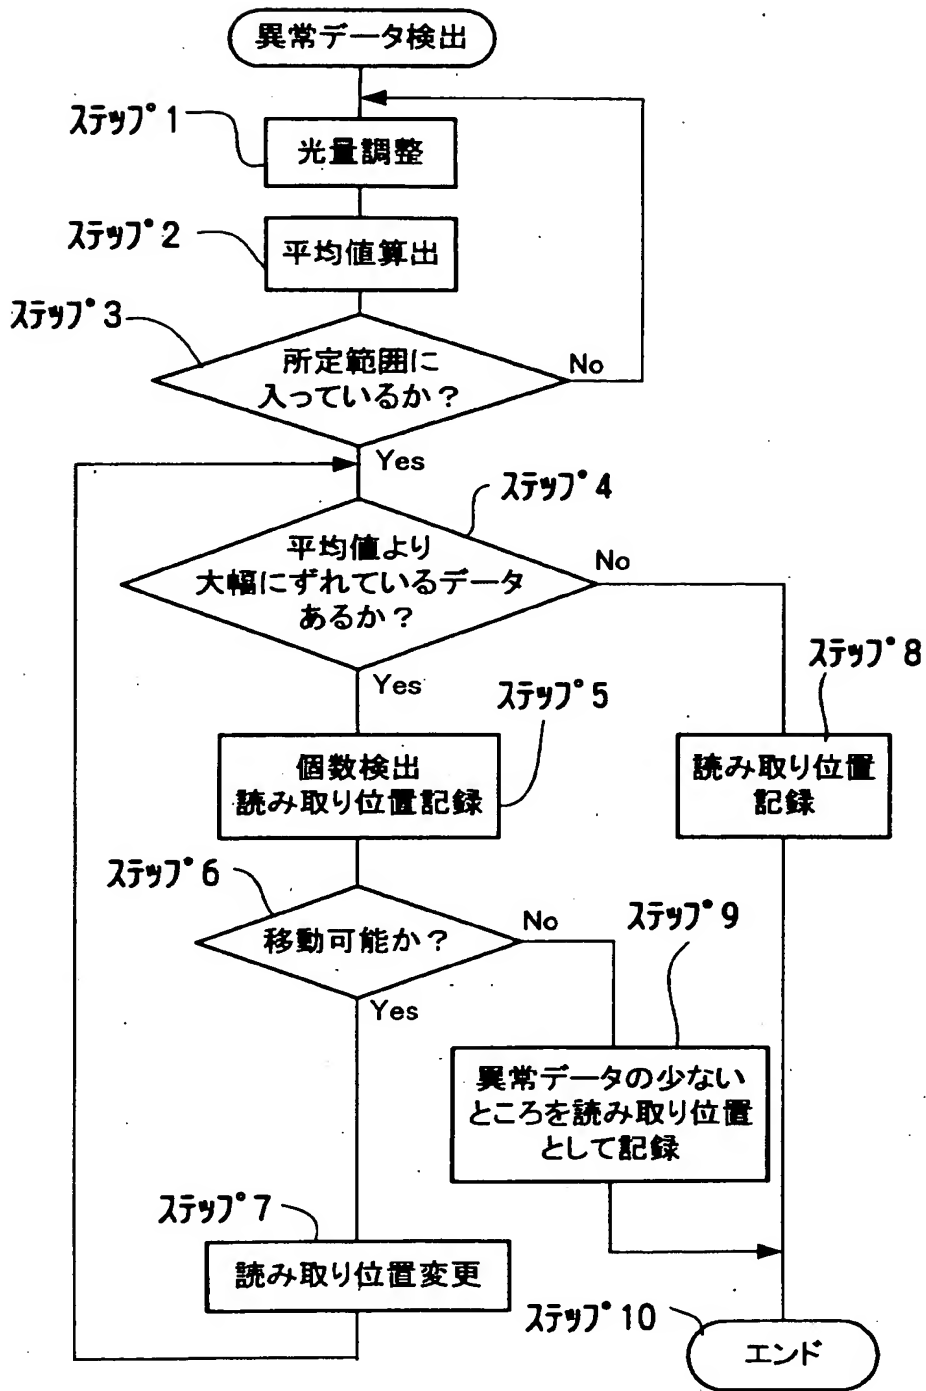 異常データ検出
ステップ1
光量調整
ステップ2
平均値算出
ステップ3
所定範囲に
入っているか？
No
Yes
ステップ4
平均値より
大幅にずれているデータ
あるか？
No
Yes
ステップ5
個数検出
読み取り位置記録
ステップ8
読み取り位置
記録
ステップ6
移動可能か？
No
Yes
ステップ9
異常データの少ない
ところを読み取り位置
として記録
ステップ7
読み取り位置変更
ステップ10
エンド